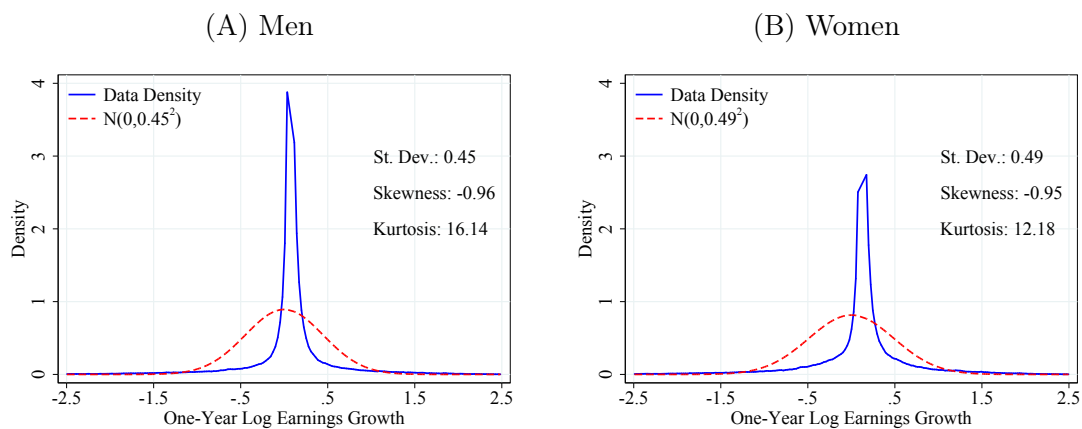 (A) Men
4
3
2
1
0
Density
Data Density
N(0,0.45²)
St. Dev.: 0.45
Skewness: -0.96
Kurtosis: 16.14
-2.5 -1.5 -.5 .5 1.5 2.5
One-Year Log Earnings Growth
(B) Women
4
3
2
1
0
Density
Data Density
N(0,0.49²)
St. Dev.: 0.49
Skewness: -0.95
Kurtosis: 12.18
-2.5 -1.5 -.5 .5 1.5 2.5
One-Year Log Earnings Growth